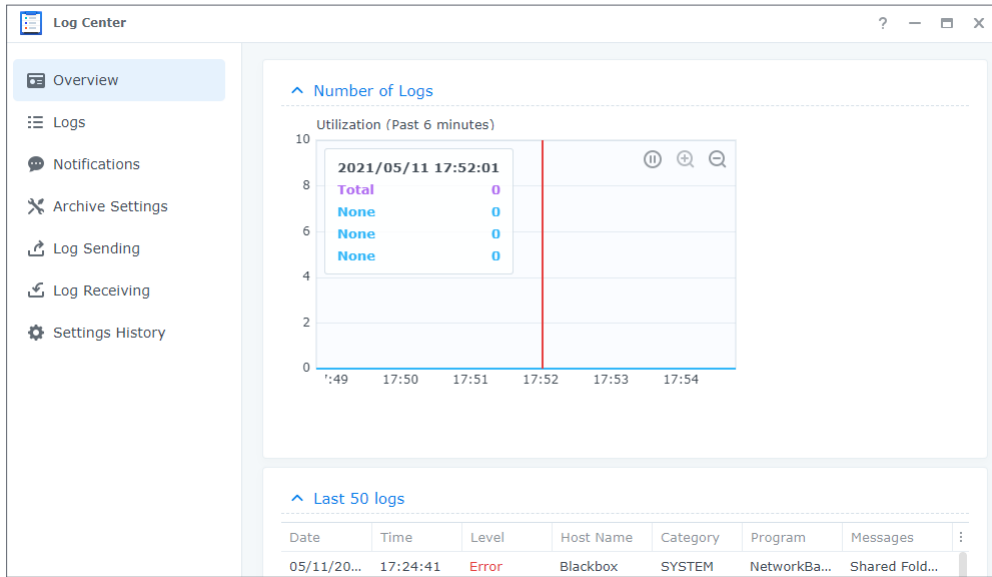 Log Center
?
Overview
Logs
Notifications
Archive Settings
Log Sending
Log Receiving
Settings History
Number of Logs
Utilization (Past 6 minutes)
10
8
6
4
2
0
2021/05/11 17:52:01
Total 0
None 0
None 0
None 0
':49 17:50 17:51 17:52 17:53 17:54
Last 50 logs
Date Time Level Host Name Category Program Messages
05/11/20... 17:24:41 Error Blackbox SYSTEM NetworkBa... Shared Fold...